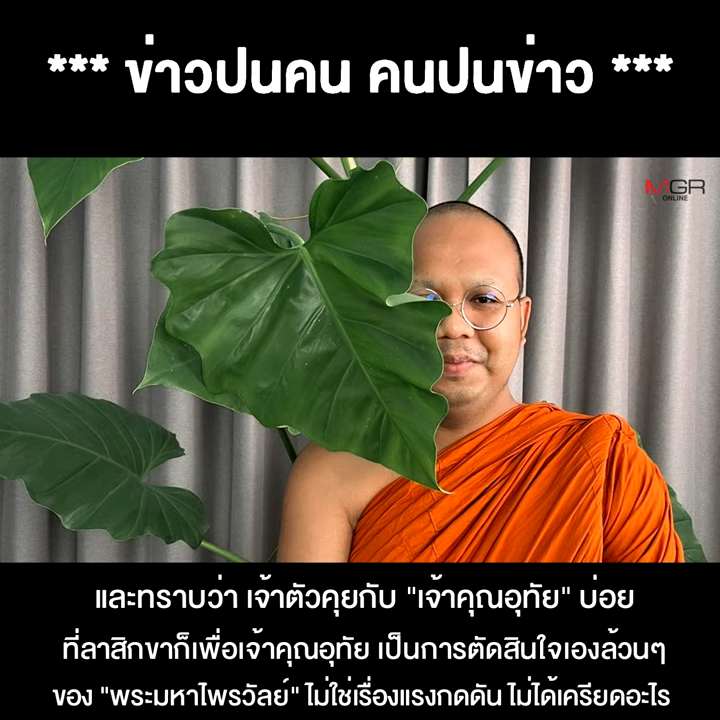 *** ข่าวปนคน คนปนข่าว ***
MGR
ONLINE
และทราบว่า เจ้าตัวคุยกับ "เจ้าคุณอุทัย" บ่อย
ที่ลาสิกขาก็เพื่อเจ้าคุณอุทัย เป็นการตัดสินใจเองล้วนๆ
ของ "พระมหาไพรวัลย์" ไม่ใช่เรื่องแรงกดดัน ไม่ได้เครียดอะไร